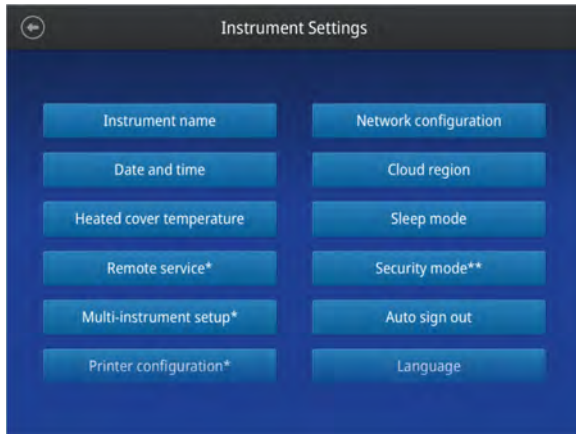 Instrument Settings
Instrument name
Network configuration
Date and time
Cloud region
Heated cover temperature
Sleep mode
Remote service*
Security mode**
Multi-instrument setup*
Auto sign out
Printer configuration*
Language